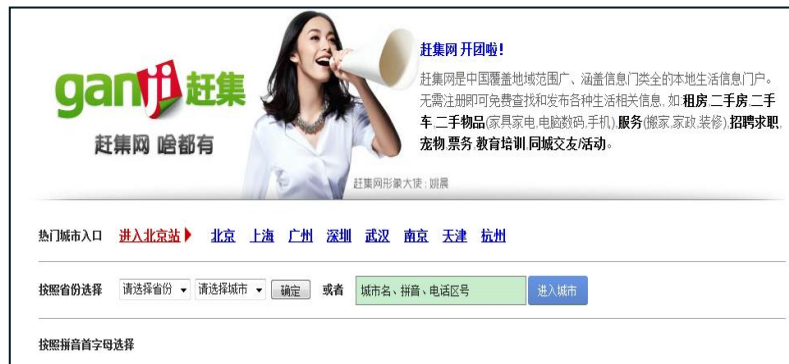 赶集网 开团啦!
ganji赶集
赶集网是中国覆盖地域范围广、涵盖信息门类全的本地生活信息门户。
无需注册即可免费查找和发布各种生活相关信息, 如:租房,二手房,二手
车,二手物品(家具家电,电脑数码,手机),服务(搬家,家政,装修),招聘求职,
宠物,票务,教育培训,同城交友/活动。
赶集网 啥都有
赶集网形象大使：姚晨
热门城市入口 进入北京站 北京 上海 广州 深圳 武汉 南京 天津 杭州
按照省份选择 请选择省份 请选择城市 确定 或者 城市名、拼音、电话区号 进入城市
按照拼音首字母选择